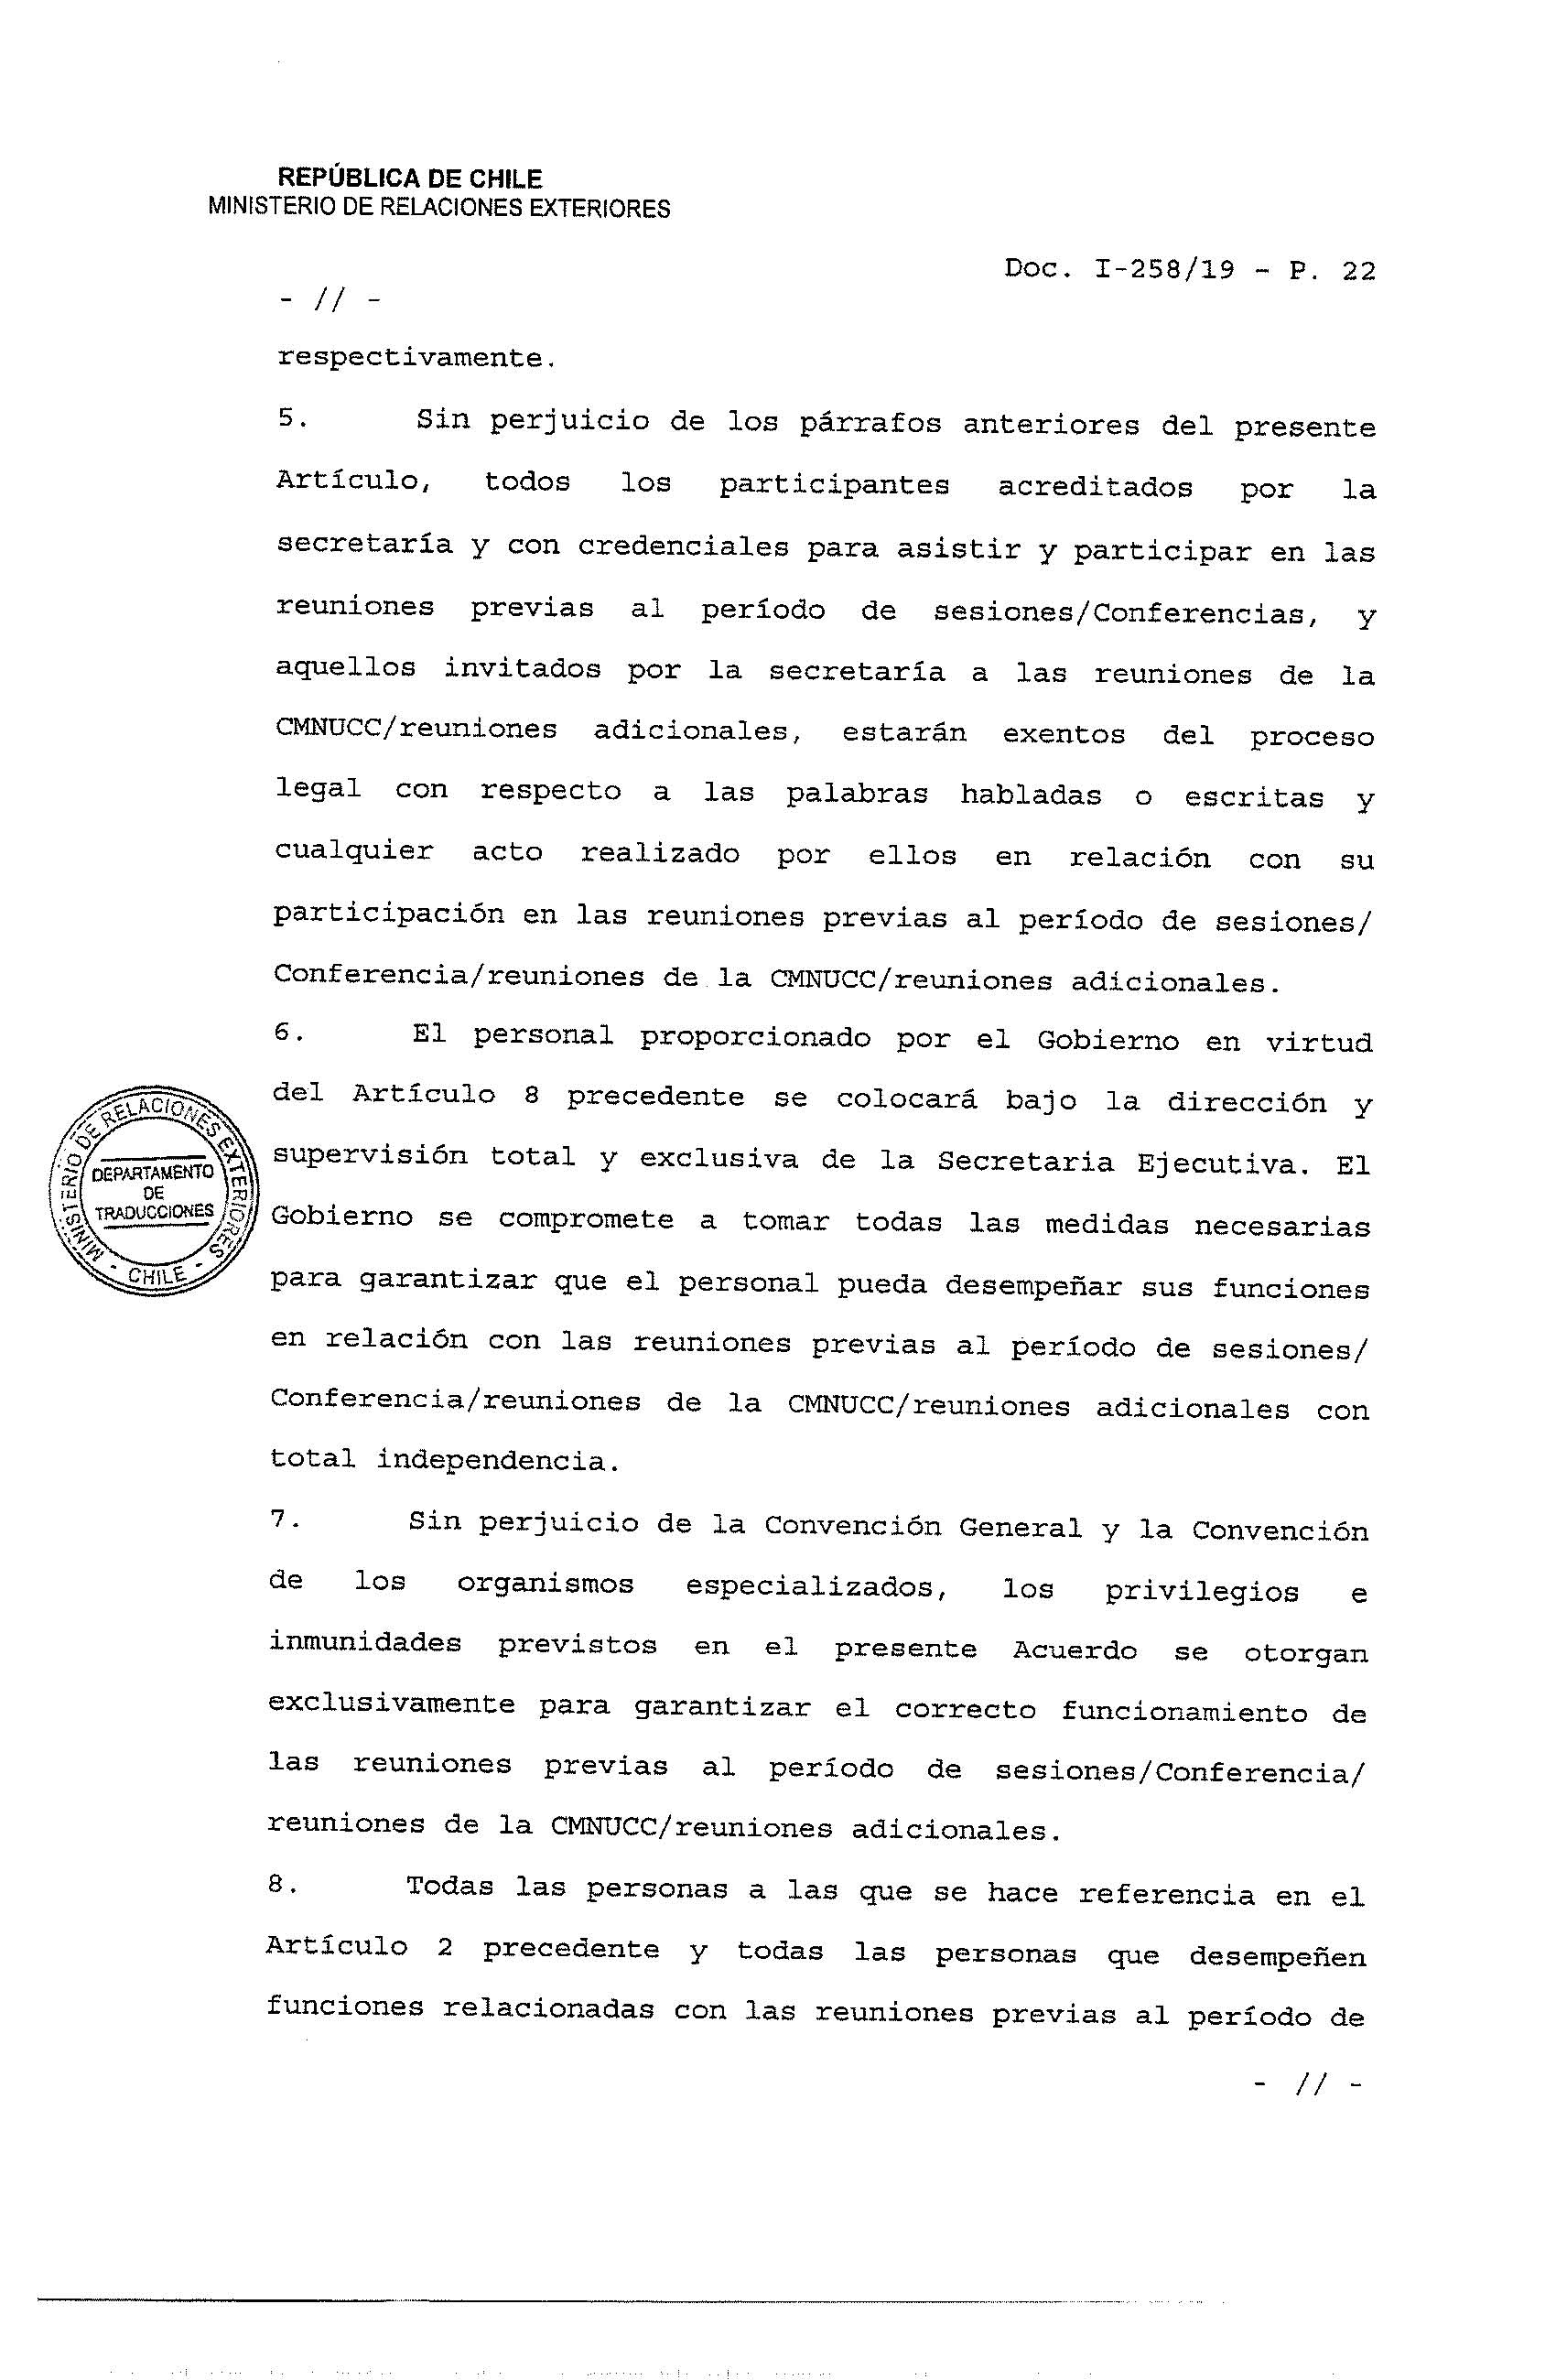 REPÚBLICA DE CHILE
MINISTERIO DE RELACIONES EXTERIORES
Doc. I-258/19 - P. 22
- // -
respectivamente.
5. Sin perjuicio de los párrafos anteriores del presente
Artículo, todos los participantes acreditados por la
secretaría y con credenciales para asistir y participar en las
reuniones previas al período de sesiones/Conferencias, y
aquellos invitados por la secretaría a las reuniones de la
CMNUCC/reuniones adicionales, estarán exentos del proceso
legal con respecto a las palabras habladas o escritas y
cualquier acto realizado por ellos en relación con su
participación en las reuniones previas al período de sesiones/
Conferencia/reuniones de la CMNUCC/reuniones adicionales.
6. El personal proporcionado por el Gobierno en virtud
del Artículo 8 precedente se colocará bajo la dirección y
supervisión total y exclusiva de la Secretaria Ejecutiva. El
Gobierno se compromete a tomar todas las medidas necesarias
para garantizar que el personal pueda desempeñar sus funciones
en relación con las reuniones previas al período de sesiones/
Conferencia/reuniones de la CMNUCC/reuniones adicionales con
total independencia.
MINISTERIO DE RELACIONES EXTERIORES
DEPARTAMENTO
DE
TRADUCCIONES
- CHILE -
7. Sin perjuicio de la Convención General y la Convención
de los organismos especializados, los privilegios e
inmunidades previstos en el presente Acuerdo se otorgan
exclusivamente para garantizar el correcto funcionamiento de
las reuniones previas al período de sesiones/Conferencia/
reuniones de la CMNUCC/reuniones adicionales.
8. Todas las personas a las que se hace referencia en el
Artículo 2 precedente y todas las personas que desempeñen
funciones relacionadas con las reuniones previas al período de
- // -